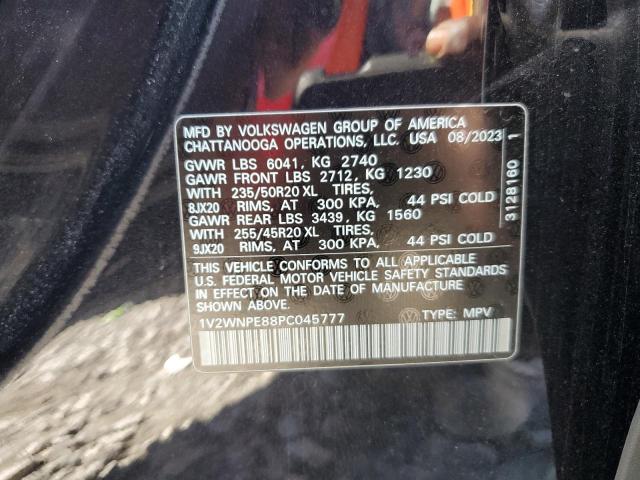 MFD BY VOLKSWAGEN GROUP OF AMERICA
CHATTANOOGA OPERATIONS, LLC. USA 08/2023
GVWR LBS 6041, KG 2740
GAWR FRONT LBS 2712, KG 1230
WITH 235/50R20 XL TIRES,
8JX20 RIMS, AT 300 KPA, 44 PSI COLD
GAWR REAR LBS 3439, KG 1560
WITH 255/45R20 XL TIRES,
9JX20 RIMS, AT 300 KPA, 44 PSI COLD
THIS VEHICLE CONFORMS TO ALL APPLICABLE
U.S. FEDERAL MOTOR VEHICLE SAFETY STANDARDS
IN EFFECT ON THE DATE OF MANUFACTURE
SHOWN ABOVE.
1V2WNPE88PC045777 TYPE: MPV
3128160 1